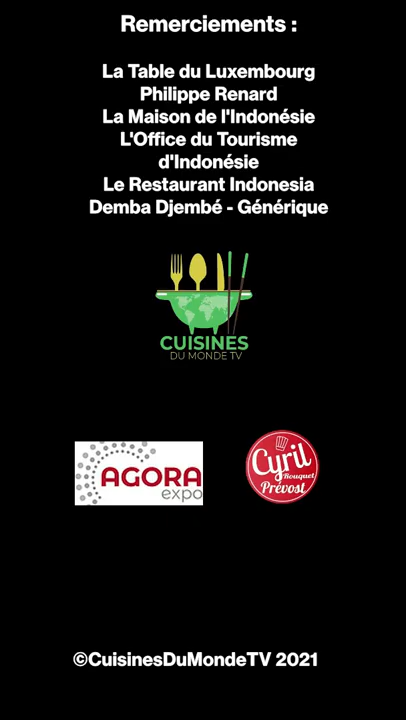 Remerciements :
La Table du Luxembourg
Philippe Renard
La Maison de l'Indonésie
L'Office du Tourisme
d'Indonésie
Le Restaurant Indonesia
Demba Djembé - Générique
CUISINES
DU MONDE TV
AGORA
expo
Cyril
Rouquet
Prévost
©CuisinesDuMondeTV 2021